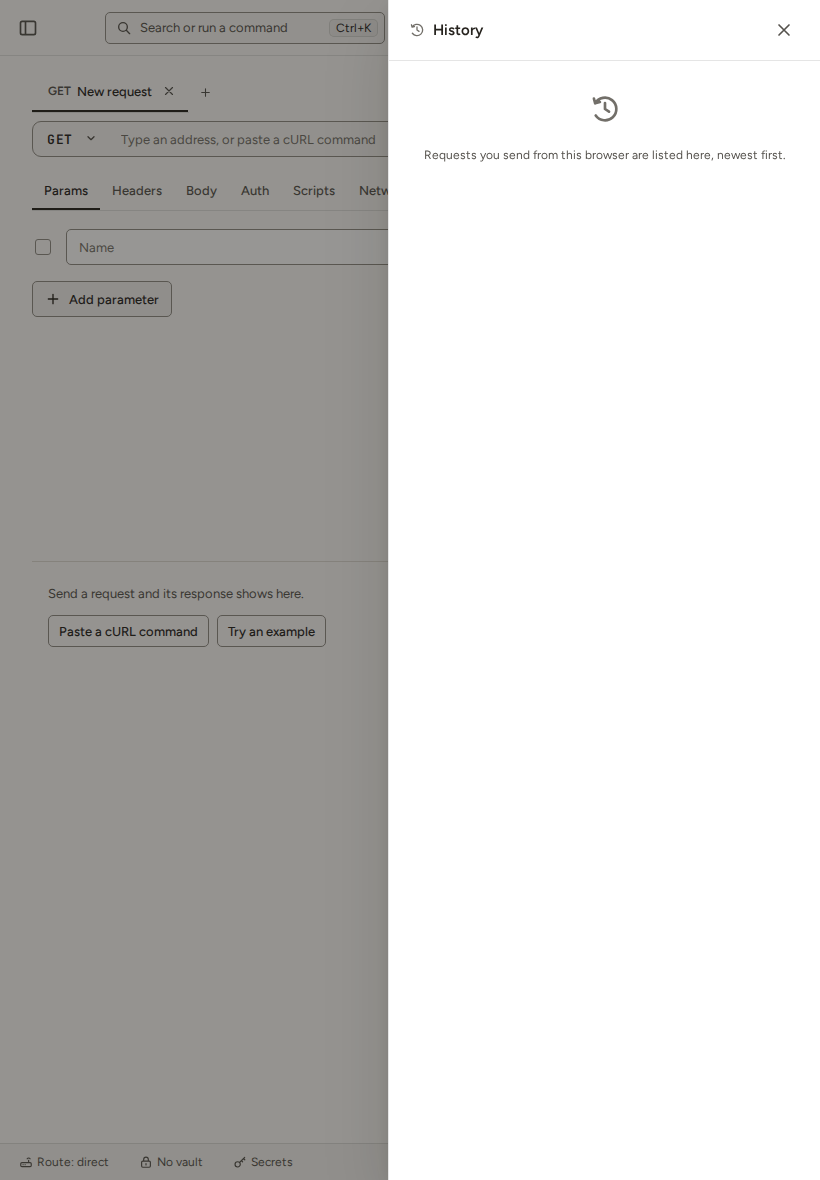 Search or run a command Ctrl+K
History
GET New request
GET Type an address, or paste a cURL command
Requests you send from this browser are listed here, newest first.
Params Headers Body Auth Scripts Netw
Name
Add parameter
Send a request and its response shows here.
Paste a cURL command Try an example
Route: direct No vault Secrets